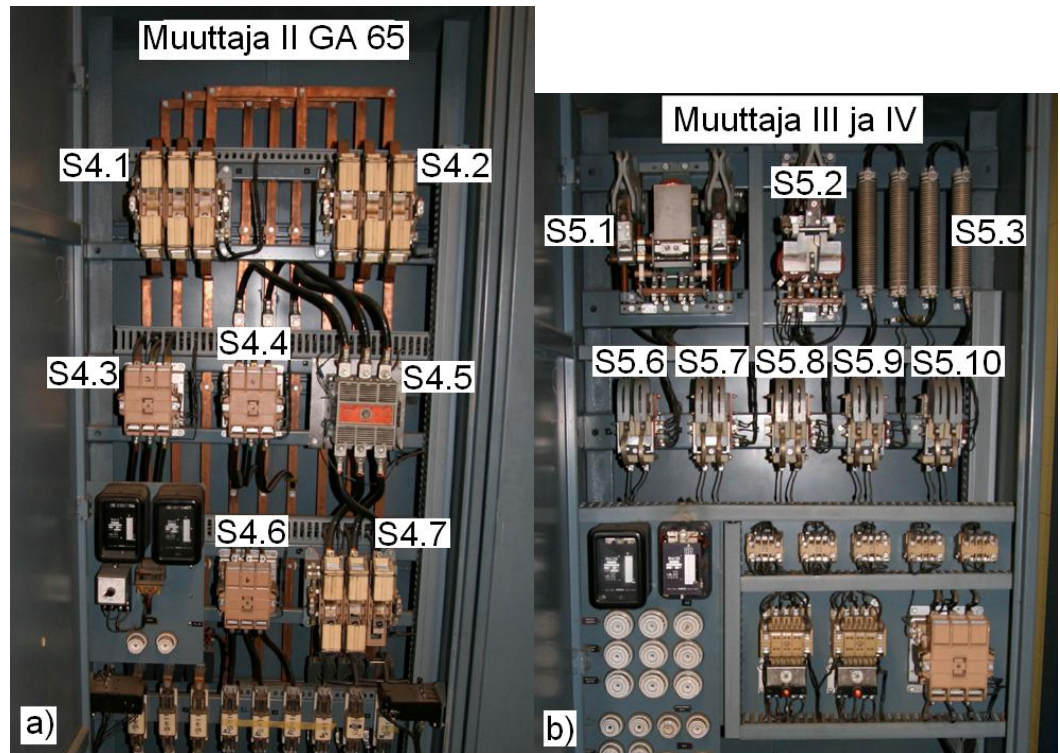 Muuttaja II GA 65
S4.1
S4.2
S4.3
S4.4
S4.5
S4.6
S4.7
a)
Muuttaja III ja IV
S5.1
S5.2
S5.3
S5.6
S5.7
S5.8
S5.9
S5.10
b)